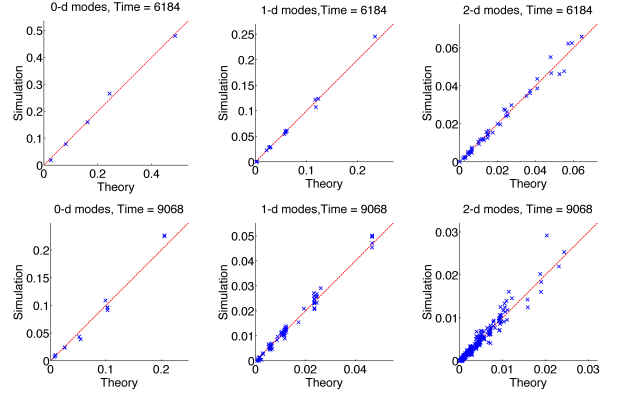 0-d modes, Time = 6184
1-d modes,Time = 6184
2-d modes, Time = 6184
Simulation
0.5
0.4
0.3
0.2
0.1
0
0
0.2
0.4
Theory
Simulation
0.25
0.2
0.15
0.1
0.05
0
0
0.1
0.2
Theory
Simulation
0.06
0.04
0.02
0
0
0.02
0.04
0.06
Theory
0-d modes, Time = 9068
1-d modes,Time = 9068
2-d modes, Time = 9068
Simulation
0.2
0.15
0.1
0.05
0
0
0.1
0.2
Theory
Simulation
0.05
0.04
0.03
0.02
0.01
0
0
0.02
0.04
Theory
Simulation
0.03
0.02
0.01
0
0
0.01
0.02
0.03
Theory